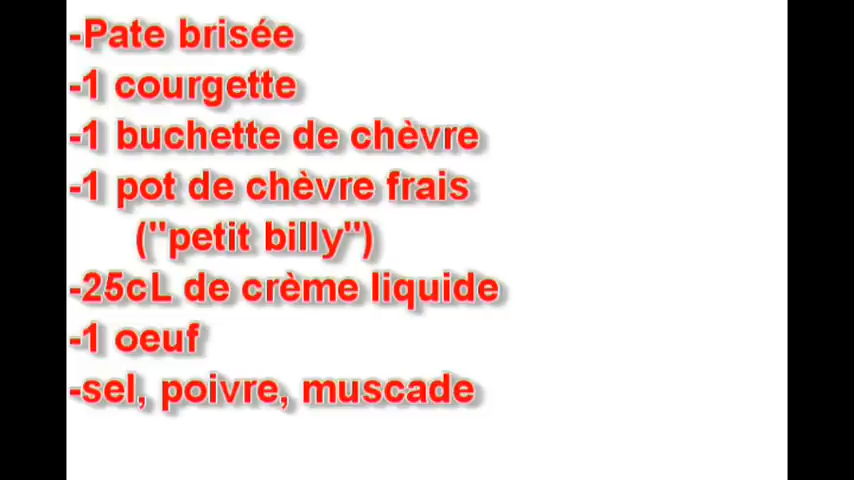 -Pate brisée
-1 courgette
-1 buchette de chèvre
-1 pot de chèvre frais
("petit billy")
-25cL de crème liquide
-1 oeuf
-sel, poivre, muscade